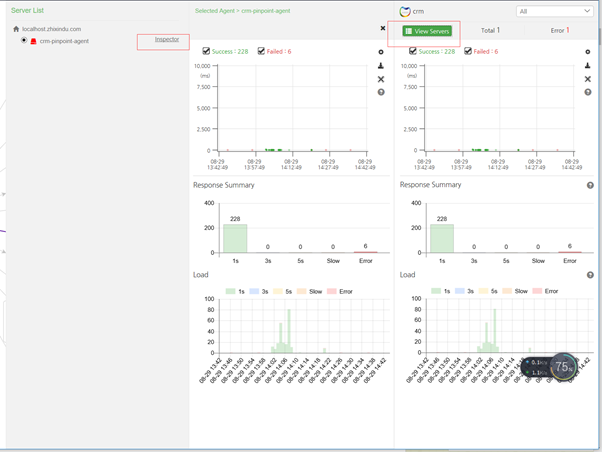 Server List
localhost.zhixindu.com
crm-pinpoint-agent
Inspector
Selected Agent > crm-pinpoint-agent
Success : 228
Failed : 6
10,000
(ms)
7,500
5,000
2,500
0
08-29 13:42:49
08-29 13:57:49
08-29 14:12:49
08-29 14:27:49
08-29 14:42:49
Response Summary
400
200
0
228
0
0
0
6
1s
3s
5s
Slow
Error
Load
1s
3s
5s
Slow
Error
100
80
60
40
20
0
08-29 13:42
08-29 13:46
08-29 13:50
08-29 13:54
08-29 13:58
08-29 14:02
08-29 14:06
08-29 14:10
08-29 14:14
08-29 14:18
08-29 14:22
08-29 14:26
08-29 14:30
08-29 14:34
08-29 14:38
08-29 14:42
crm
All
View Servers
Total 1
Error 1
Success : 228
Failed : 6
10,000
(ms)
7,500
5,000
2,500
0
08-29 13:42:49
08-29 13:57:49
08-29 14:12:49
08-29 14:27:49
08-29 14:42:49
Response Summary
400
200
0
228
0
0
0
6
1s
3s
5s
Slow
Error
Load
1s
3s
5s
Slow
Error
100
80
60
40
20
0
08-29 13:42
08-29 13:46
08-29 13:50
08-29 13:54
08-29 13:58
08-29 14:02
08-29 14:06
08-29 14:10
08-29 14:14
75%